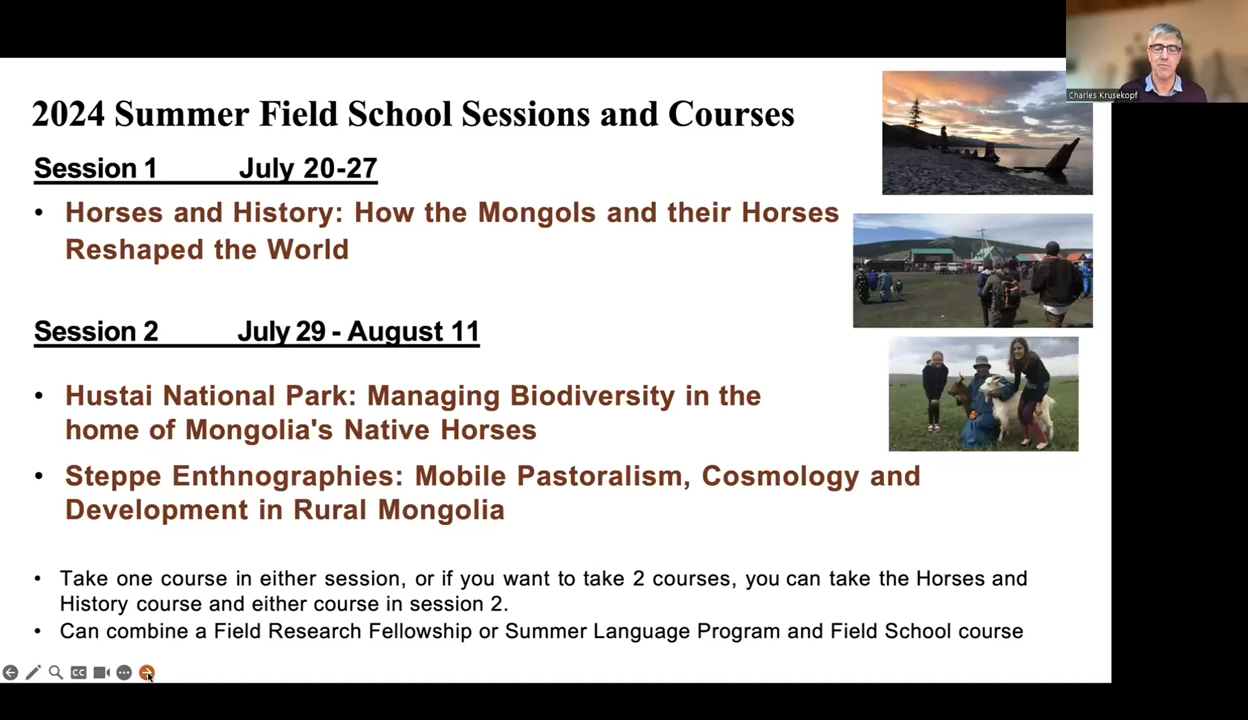 2024 Summer Field School Sessions and Courses
Charles Krusekopf
Session 1 July 20-27
• Horses and History: How the Mongols and their Horses
Reshaped the World
Session 2 July 29 - August 11
• Hustai National Park: Managing Biodiversity in the
home of Mongolia's Native Horses
• Steppe Enthnographies: Mobile Pastoralism, Cosmology and
Development in Rural Mongolia
• Take one course in either session, or if you want to take 2 courses, you can take the Horses and
History course and either course in session 2.
• Can combine a Field Research Fellowship or Summer Language Program and Field School course
CC